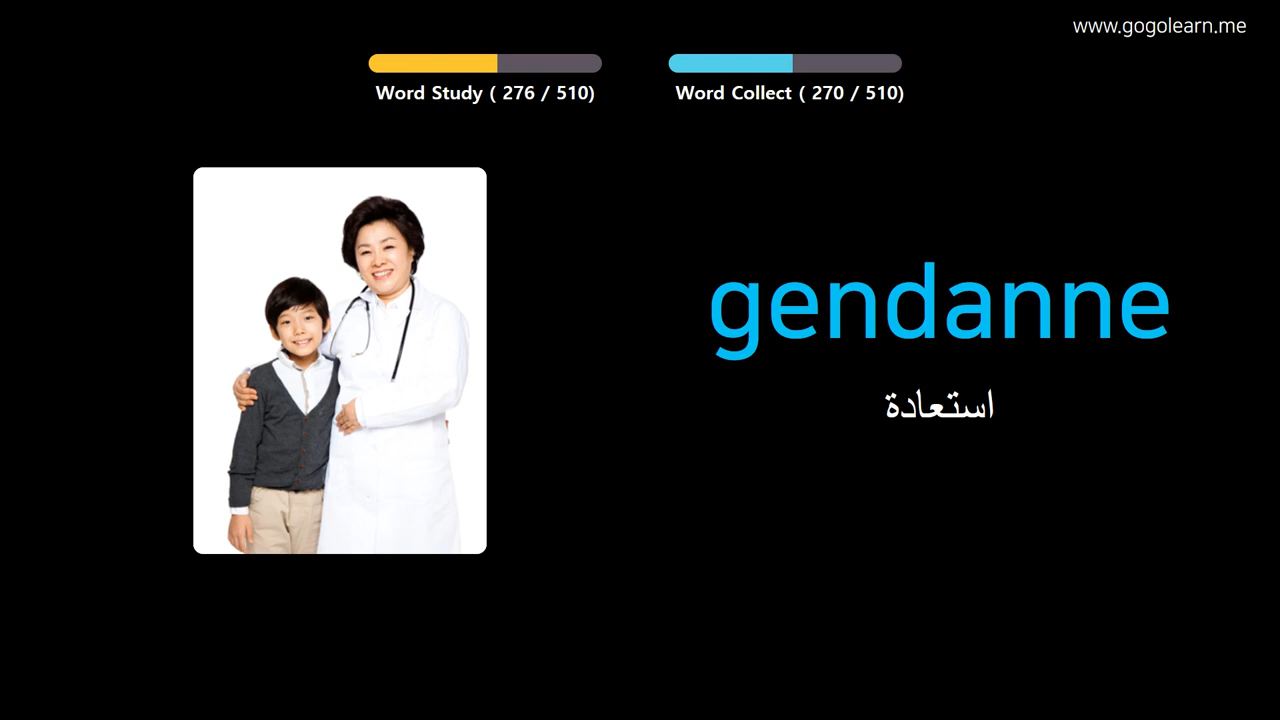 www.gogolearn.me
Word Study ( 276 / 510)
Word Collect ( 270 / 510)
gendanne
استعادة